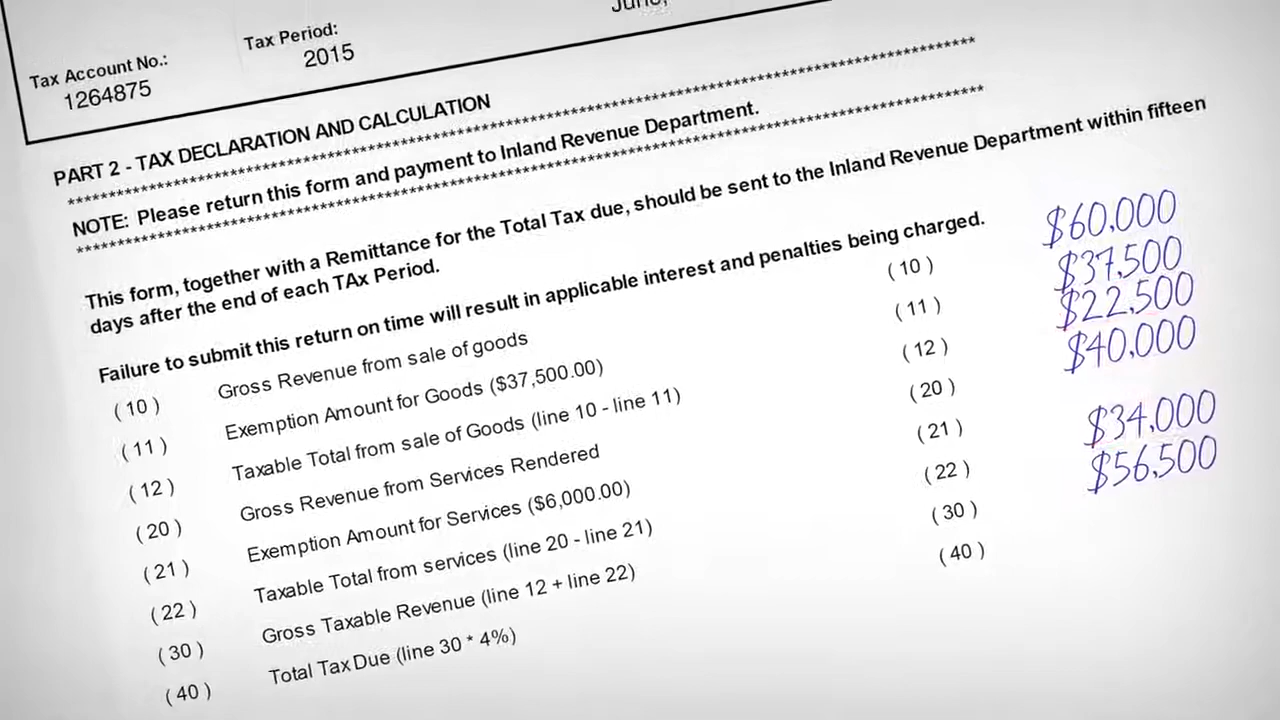 June,
Tax Account No.: Tax Period:
1264875 2015
PART 2 - TAX DECLARATION AND CALCULATION
****************************************************************************************************
NOTE: Please return this form and payment to Inland Revenue Department.
****************************************************************************************************
This form, together with a Remittance for the Total Tax due, should be sent to the Inland Revenue Department within fifteen
days after the end of each TAx Period.
Failure to submit this return on time will result in applicable interest and penalties being charged.
( 10 ) Gross Revenue from sale of goods ( 10 ) $60,000
( 11 ) Exemption Amount for Goods ($37,500.00) ( 11 ) $37,500
( 12 ) Taxable Total from sale of Goods (line 10 - line 11) ( 12 ) $22,500
( 20 ) Gross Revenue from Services Rendered ( 20 ) $40,000
( 21 ) Exemption Amount for Services ($6,000.00) ( 21 )
( 22 ) Taxable Total from services (line 20 - line 21) ( 22 ) $34,000
( 30 ) Gross Taxable Revenue (line 12 + line 22) ( 30 ) $56,500
( 40 ) Total Tax Due (line 30 * 4%) ( 40 )